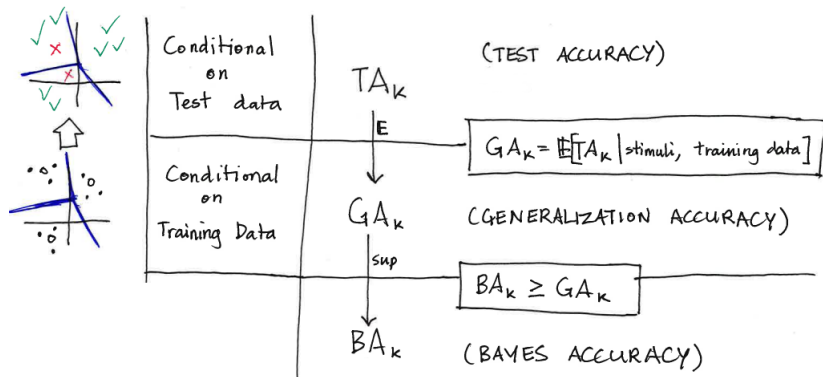 Conditional
on
Test data
TA_k
(TEST ACCURACY)
E
GA_k = 𝔼[TA_k | stimuli, training data]
Conditional
on
Training Data
GA_k
(GENERALIZATION ACCURACY)
sup
BA_k ≥ GA_k
BA_k
(BAYES ACCURACY)